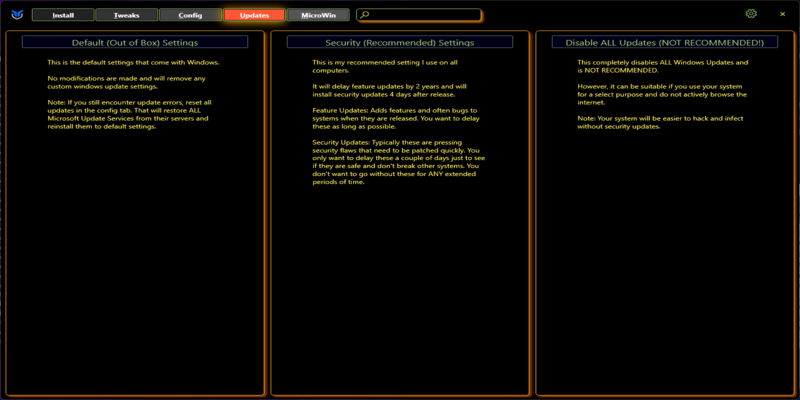 Install Tweaks Config Updates MicroWin
Default (Out of Box) Settings
This is the default settings that come with Windows.
No modifications are made and will remove any
custom windows update settings.
Note: If you still encounter update errors, reset all
updates in the config tab. That will restore ALL
Microsoft Update Services from their servers and
reinstall them to default settings.
Security (Recommended) Settings
This is my recommended setting I use on all
computers.
It will delay feature updates by 2 years and will
install security updates 4 days after release.
Feature Updates: Adds features and often bugs to
systems when they are released. You want to delay
these as long as possible.
Security Updates: Typically these are pressing
security flaws that need to be patched quickly. You
only want to delay these a couple of days just to see
if they are safe and don't break other systems. You
don't want to go without these for ANY extended
periods of time.
Disable ALL Updates (NOT RECOMMENDED!)
This completely disables ALL Windows Updates and
is NOT RECOMMENDED.
However, it can be suitable if you use your system
for a select purpose and do not actively browse the
internet.
Note: Your system will be easier to hack and infect
without security updates.